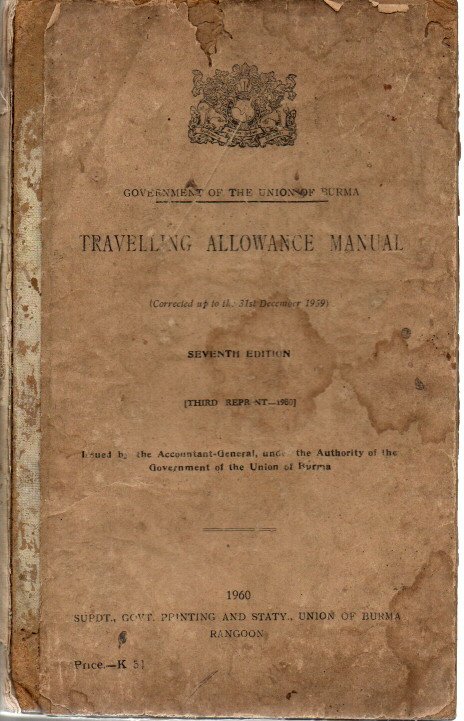 GOVERNMENT OF THE UNION OF BURMA
TRAVELLING ALLOWANCE MANUAL
(Corrected up to the 31st December 1959)
SEVENTH EDITION
[THIRD REPRINT—1960]
Issued by the Accountant-General, under the Authority of the
Government of the Union of Burma
1960
SUPDT., GOVT. PRINTING AND STATY., UNION OF BURMA
RANGOON
Price.—K 51